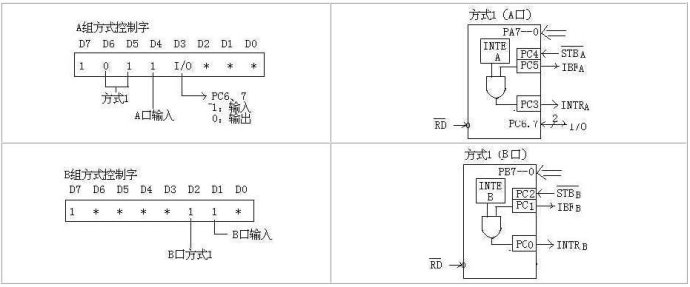 A组方式控制字
D7 D6 D5 D4 D3 D2 D1 D0
1 0 1 1 I/O * * *
方式1
A口输入
PC6、7
1：输入
0：输出
方式1 (A口)
PA7--0
INTE
A
PC4 STBA
PC5 IBFA
PC3 INTRA
RD
PC6.7 2 I/O
B组方式控制字
D7 D6 D5 D4 D3 D2 D1 D0
1 * * * * 1 1 *
B口输入
B口方式1
方式1 (B口)
PB7--0
INTE
B
PC2 STBB
PC1 IBFB
PC0 INTRB
RD